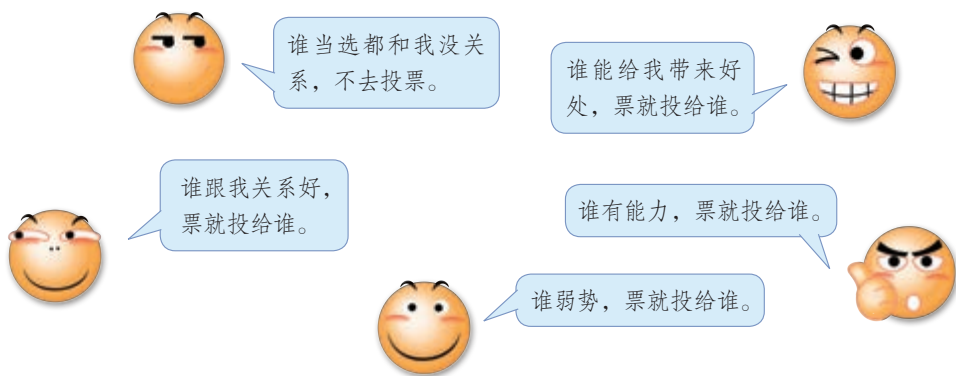 谁当选都和我没关
系，不去投票。
谁能给我带来好
处，票就投给谁。
谁跟我关系好，
票就投给谁。
谁有能力，票就投给谁。
谁弱势，票就投给谁。